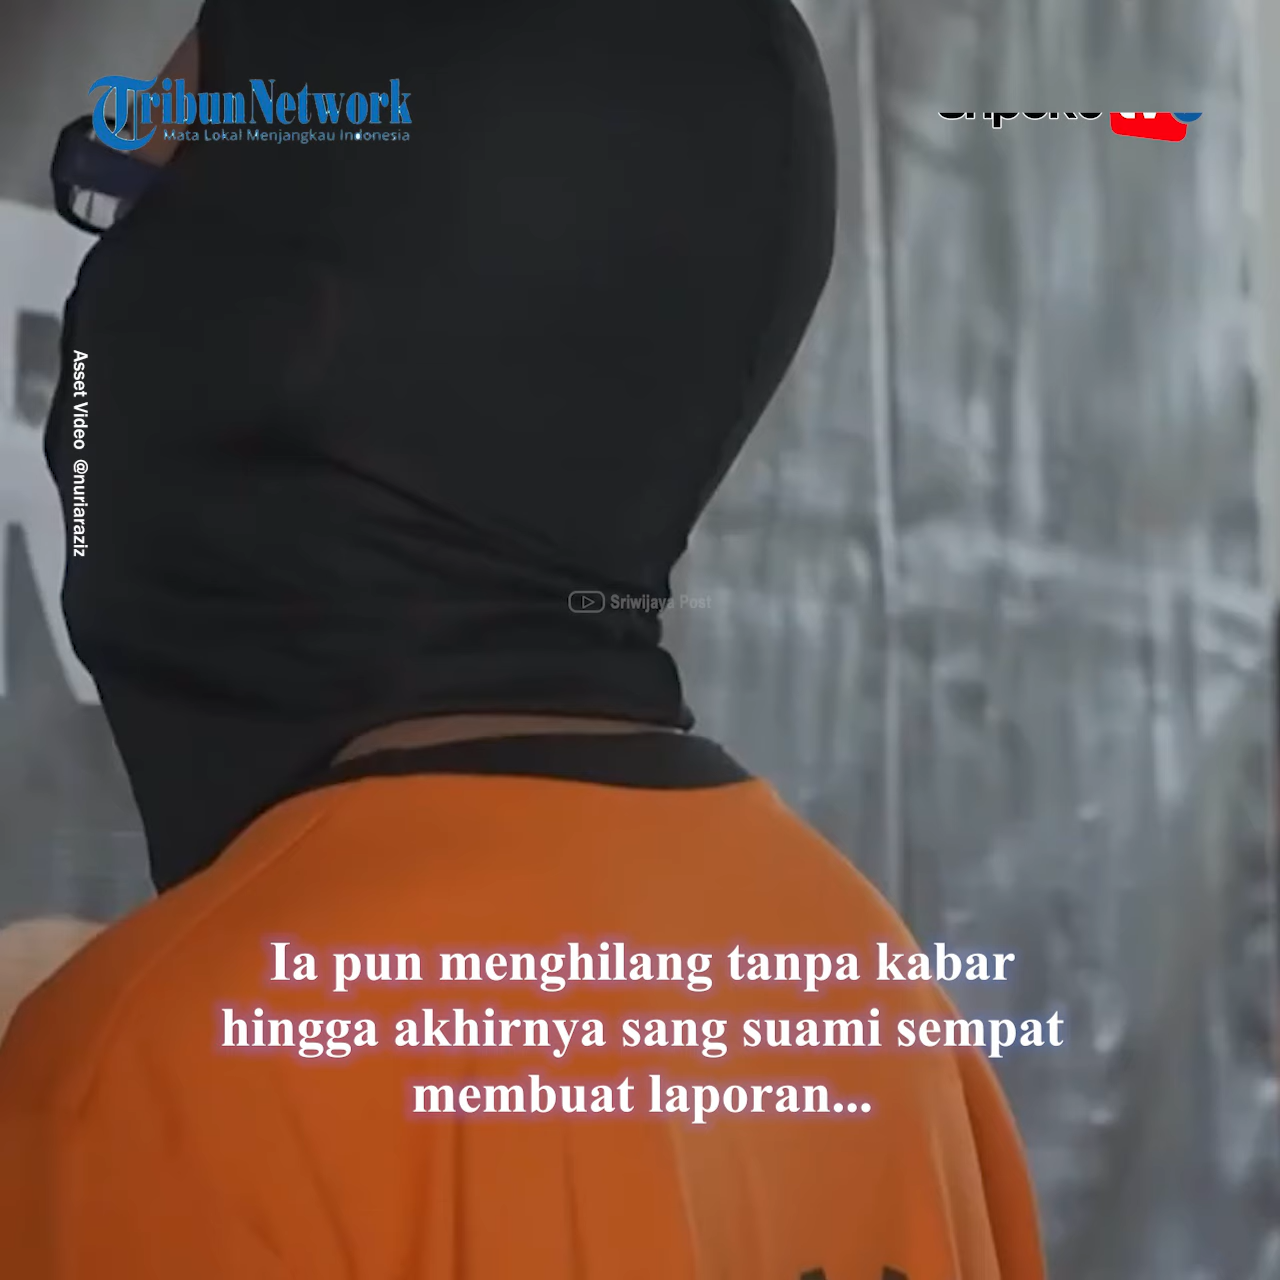 TribunNetwork
Mata Lokal Menjangkau Indonesia
tv
Asset Video @nuriaraziz
Sriwijaya Post
Ia pun menghilang tanpa kabar
hingga akhirnya sang suami sempat
membuat laporan...